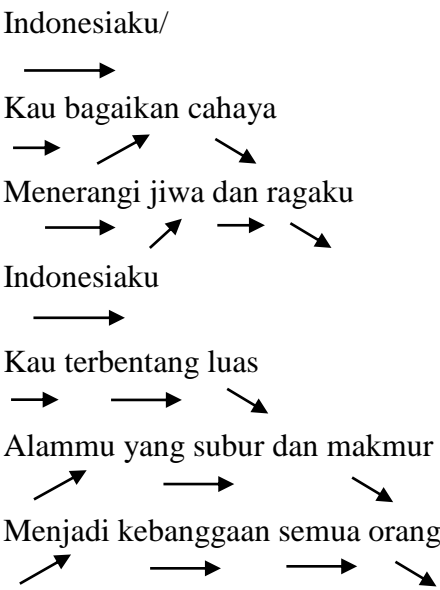 Indonesiaku/
Kau bagaikan cahaya
Menerangi jiwa dan ragaku
Indonesiaku
Kau terbentang luas
Alammu yang subur dan makmur
Menjadi kebanggaan semua orang